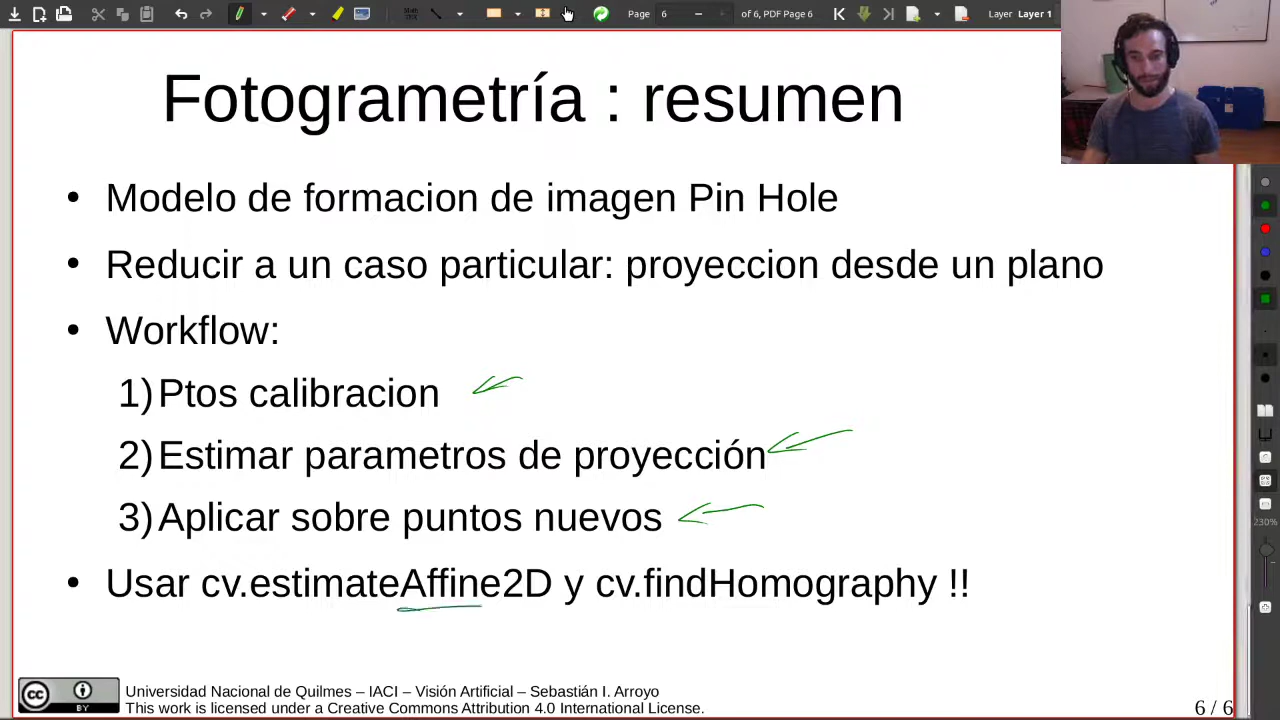 Page 6 of 6, PDF Page 6 Layer Layer 1
Fotogrametría : resumen
• Modelo de formacion de imagen Pin Hole
• Reducir a un caso particular: proyeccion desde un plano
• Workflow:
1) Ptos calibracion
2) Estimar parametros de proyección
3) Aplicar sobre puntos nuevos
• Usar cv.estimateAffine2D y cv.findHomography !!
230%
cc BY
Universidad Nacional de Quilmes – IACI – Visión Artificial – Sebastián I. Arroyo
This work is licensed under a Creative Commons Attribution 4.0 International License.
6 / 6